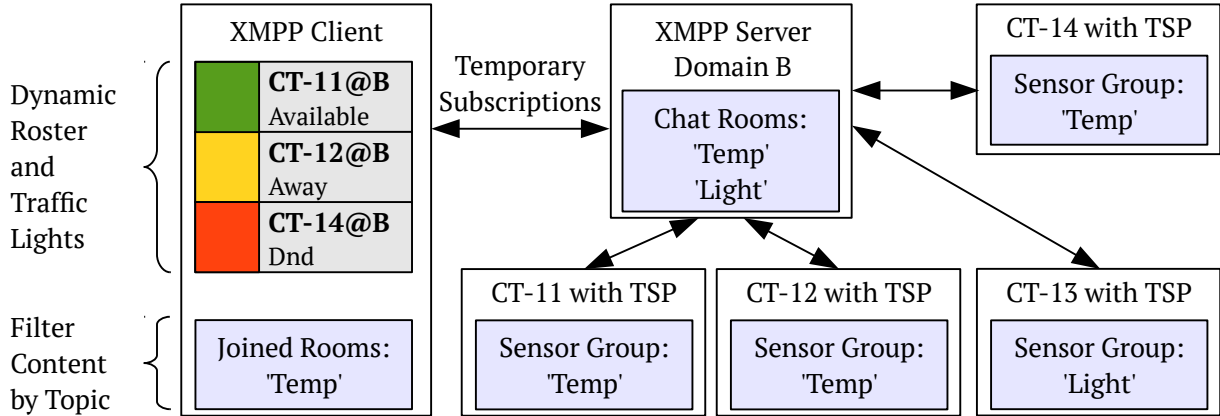 Dynamic
Roster
and
Traffic
Lights
Filter
Content
by Topic
XMPP Client
CT-11@B
Available
CT-12@B
Away
CT-14@B
Dnd
Joined Rooms:
'Temp'
Temporary
Subscriptions
XMPP Server
Domain B
Chat Rooms:
'Temp'
'Light'
CT-14 with TSP
Sensor Group:
'Temp'
CT-11 with TSP
Sensor Group:
'Temp'
CT-12 with TSP
Sensor Group:
'Temp'
CT-13 with TSP
Sensor Group:
'Light'